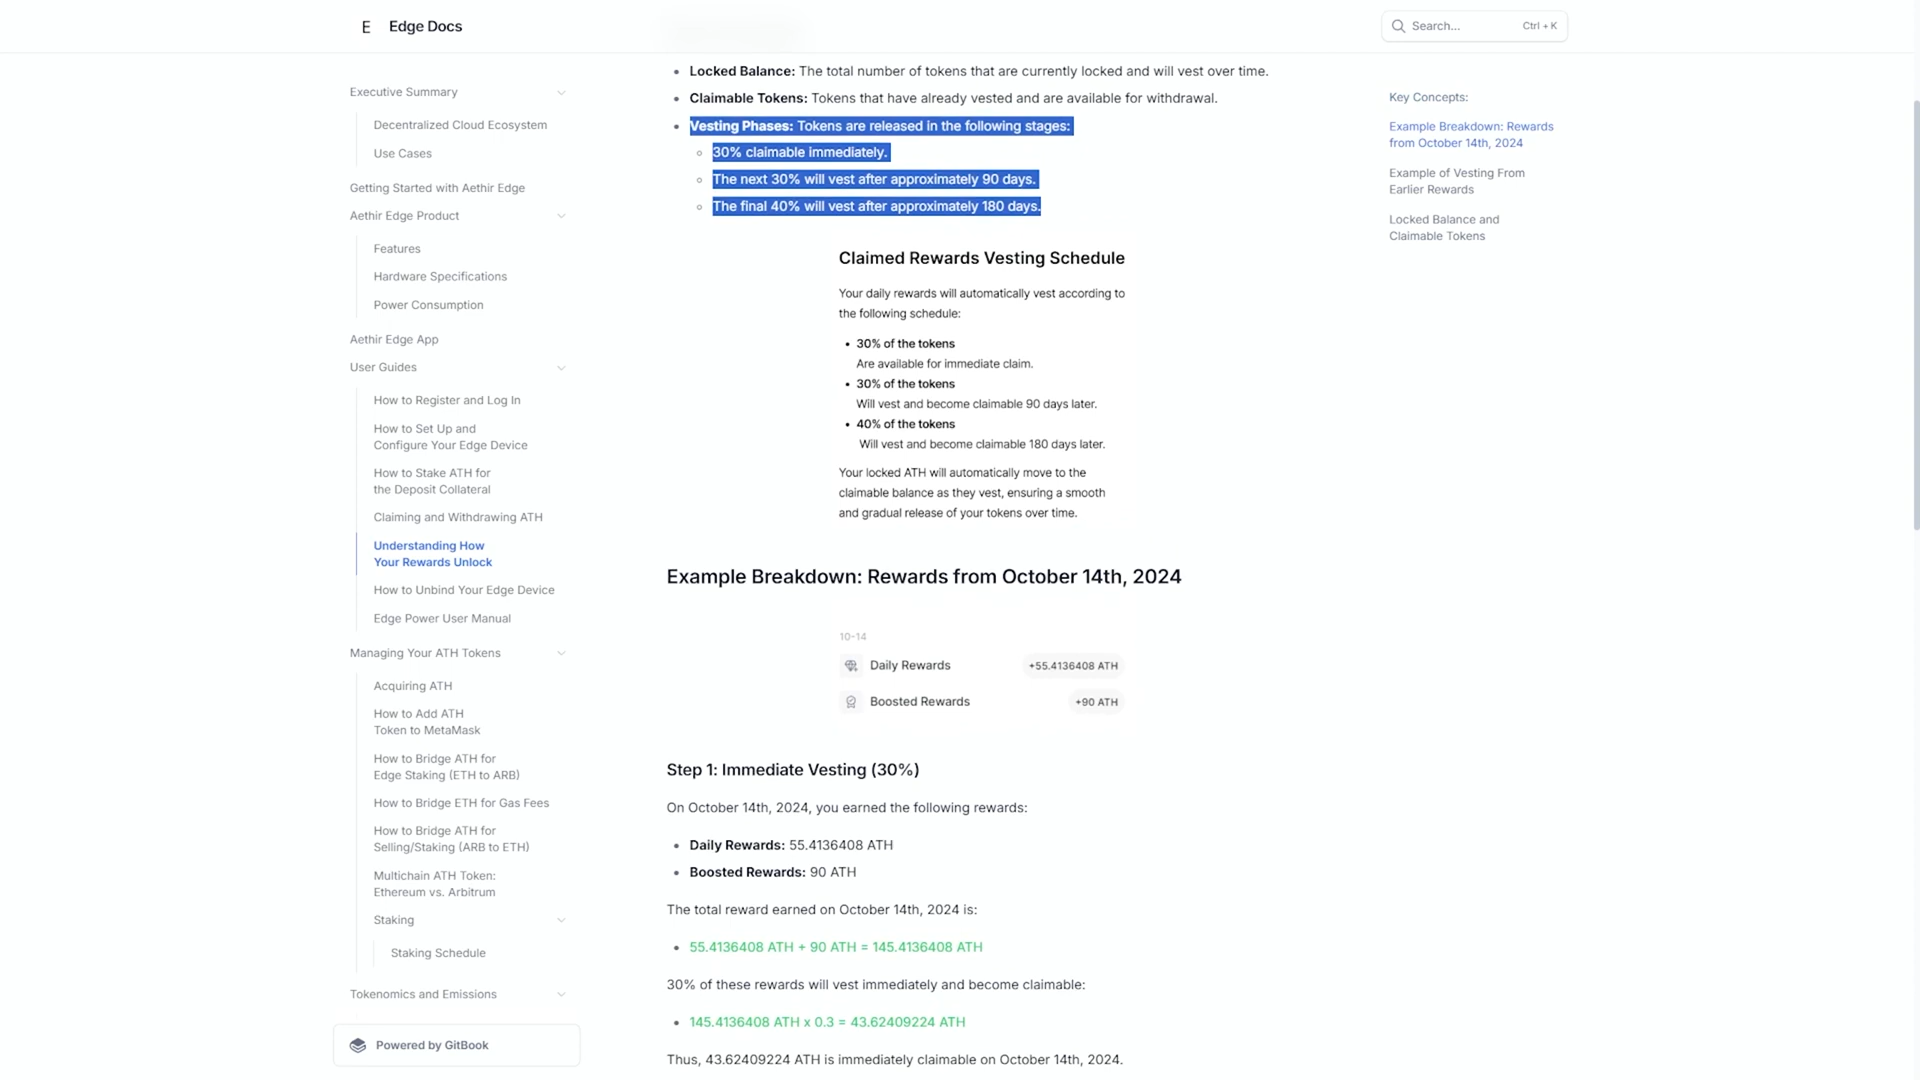 E Edge Docs
Search...
Ctrl + K
Executive Summary
Decentralized Cloud Ecosystem
Use Cases
Getting Started with Aethir Edge
Aethir Edge Product
Features
Hardware Specifications
Power Consumption
Aethir Edge App
User Guides
How to Register and Log In
How to Set Up and
Configure Your Edge Device
How to Stake ATH for
the Deposit Collateral
Claiming and Withdrawing ATH
Understanding How
Your Rewards Unlock
How to Unbind Your Edge Device
Edge Power User Manual
Managing Your ATH Tokens
Acquiring ATH
How to Add ATH
Token to MetaMask
How to Bridge ATH for
Edge Staking (ETH to ARB)
How to Bridge ETH for Gas Fees
How to Bridge ATH for
Selling/Staking (ARB to ETH)
Multichain ATH Token:
Ethereum vs. Arbitrum
Staking
Staking Schedule
Tokenomics and Emissions
Powered by GitBook
Locked Balance: The total number of tokens that are currently locked and will vest over time.
Claimable Tokens: Tokens that have already vested and are available for withdrawal.
Vesting Phases: Tokens are released in the following stages:
30% claimable immediately.
The next 30% will vest after approximately 90 days.
The final 40% will vest after approximately 180 days.
Claimed Rewards Vesting Schedule
Your daily rewards will automatically vest according to
the following schedule:
30% of the tokens
Are available for immediate claim.
30% of the tokens
Will vest and become claimable 90 days later.
40% of the tokens
Will vest and become claimable 180 days later.
Your locked ATH will automatically move to the
claimable balance as they vest, ensuring a smooth
and gradual release of your tokens over time.
Example Breakdown: Rewards from October 14th, 2024
10-14
Daily Rewards +55.4136408 ATH
Boosted Rewards +90 ATH
Step 1: Immediate Vesting (30%)
On October 14th, 2024, you earned the following rewards:
Daily Rewards: 55.4136408 ATH
Boosted Rewards: 90 ATH
The total reward earned on October 14th, 2024 is:
55.4136408 ATH + 90 ATH = 145.4136408 ATH
30% of these rewards will vest immediately and become claimable:
145.4136408 ATH x 0.3 = 43.62409224 ATH
Thus, 43.62409224 ATH is immediately claimable on October 14th, 2024.
Key Concepts:
Example Breakdown: Rewards
from October 14th, 2024
Example of Vesting From
Earlier Rewards
Locked Balance and
Claimable Tokens